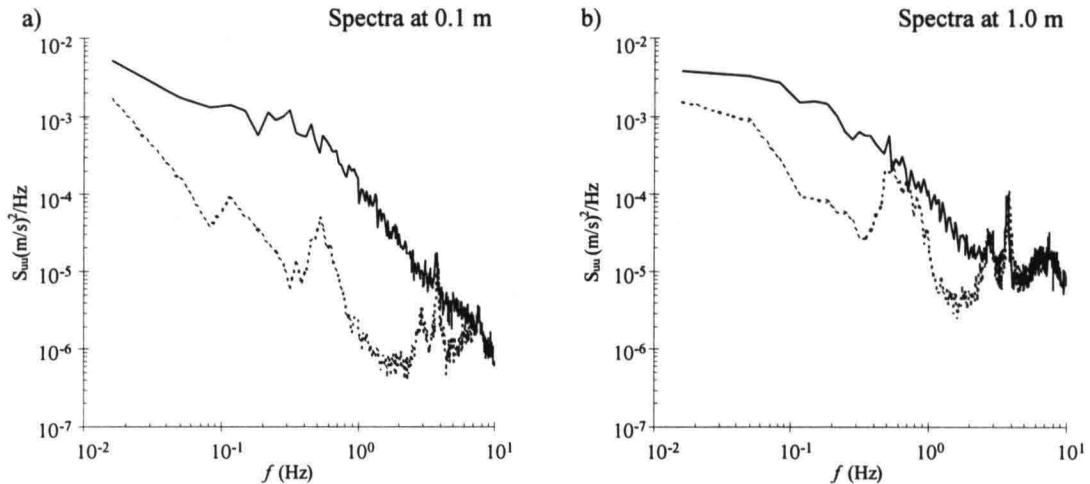 a)
Spectra at 0.1 m
S_uu(m/s)²/Hz
10⁻²
10⁻³
10⁻⁴
10⁻⁵
10⁻⁶
10⁻⁷
10⁻² 10⁻¹ 10⁰ 10¹
f (Hz)
b)
Spectra at 1.0 m
S_uu (m/s)²/Hz
10⁻²
10⁻³
10⁻⁴
10⁻⁵
10⁻⁶
10⁻⁷
10⁻² 10⁻¹ 10⁰ 10¹
f (Hz)